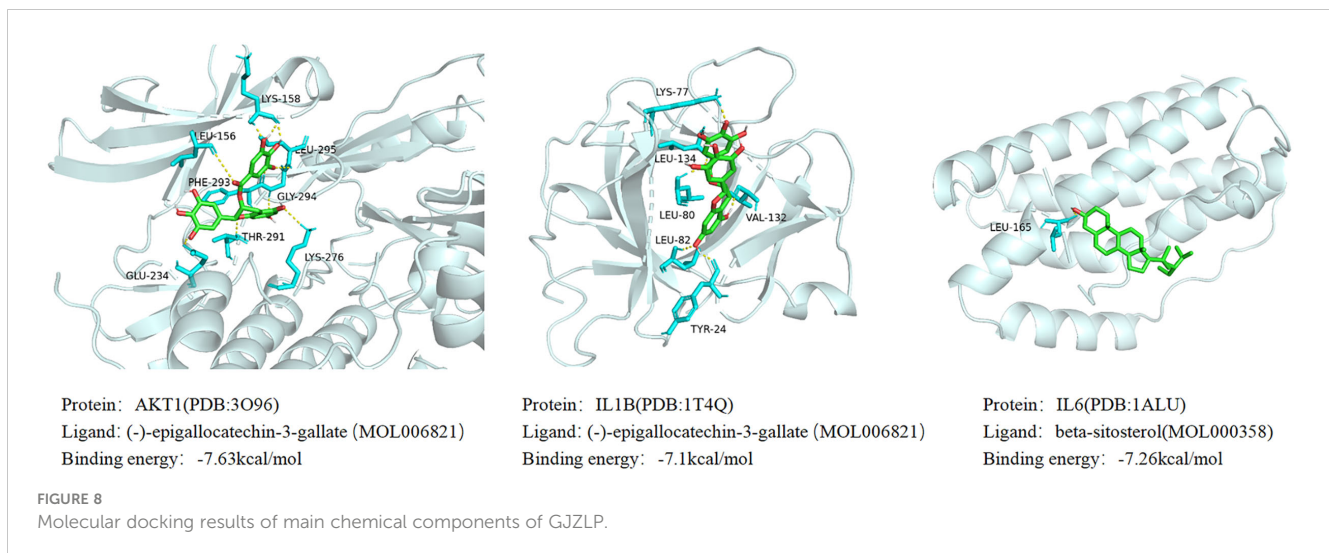 LYS-158
LEU-156
LEU-295
PHE-293
GLY-294
THR-291
LYS-276
GLU-234
LYS-77
LEU-134
LEU-80
VAL-132
LEU-82
TYR-24
LEU-165
Protein: AKT1(PDB:3O96)
Ligand: (-)-epigallocatechin-3-gallate (MOL006821)
Binding energy: -7.63kcal/mol
Protein: IL1B(PDB:1T4Q)
Ligand: (-)-epigallocatechin-3-gallate (MOL006821)
Binding energy: -7.1kcal/mol
Protein: IL6(PDB:1ALU)
Ligand: beta-sitosterol(MOL000358)
Binding energy: -7.26kcal/mol
FIGURE 8
Molecular docking results of main chemical components of GJZLP.